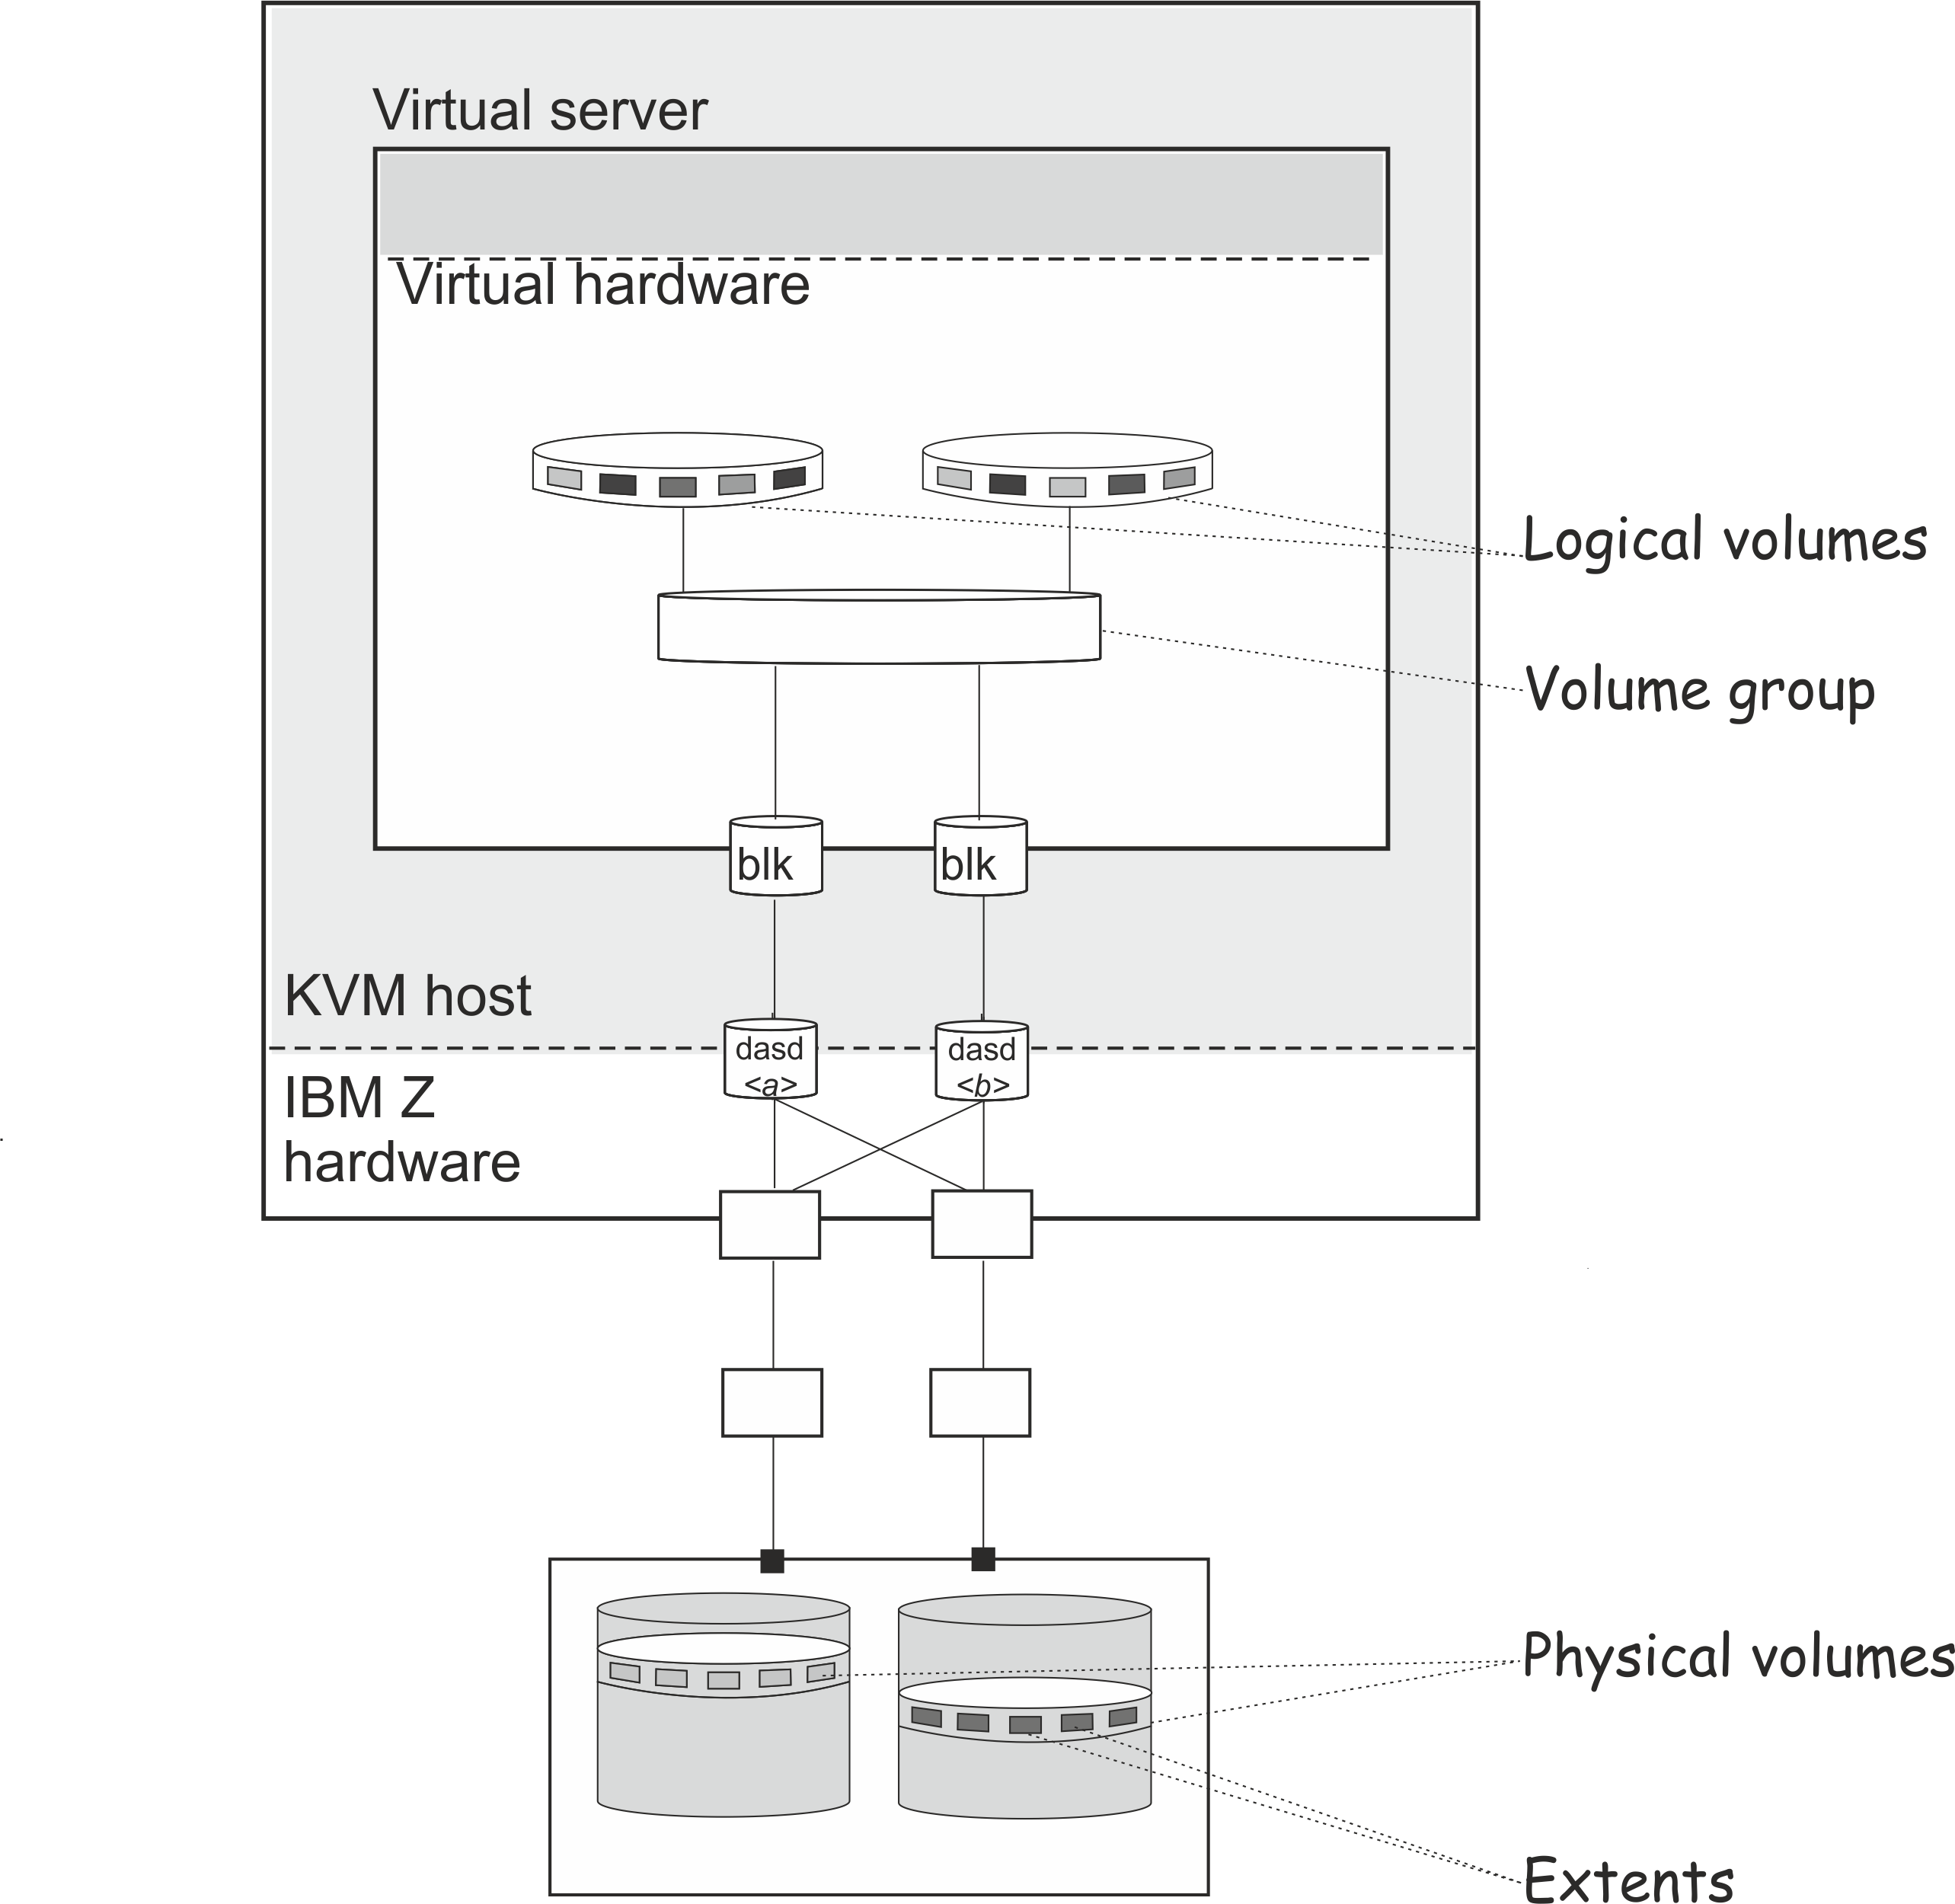 Virtual server
Virtual hardware
Logical volumes
Volume group
blk
blk
KVM host
dasd
<a>
dasd
<b>
IBM Z
hardware
Physical volumes
Extents